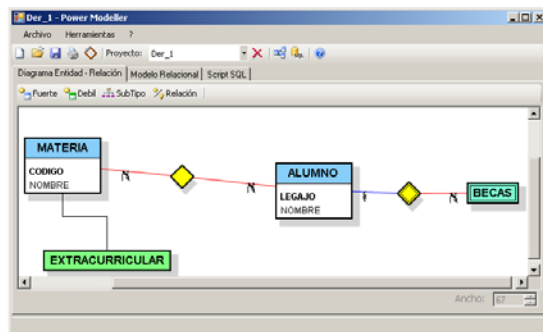 Der_1 - Power Modeller
Archivo Herramientas ?
Proyecto: Der_1
Diagrama Entidad - Relación Modelo Relacional Script SQL
Fuerte Debil SubTipo Relación
MATERIA
CODIGO
NOMBRE
N
N
ALUMNO
LEGAJO
NOMBRE
N
BECAS
EXTRACURRICULAR
Ancho: 67